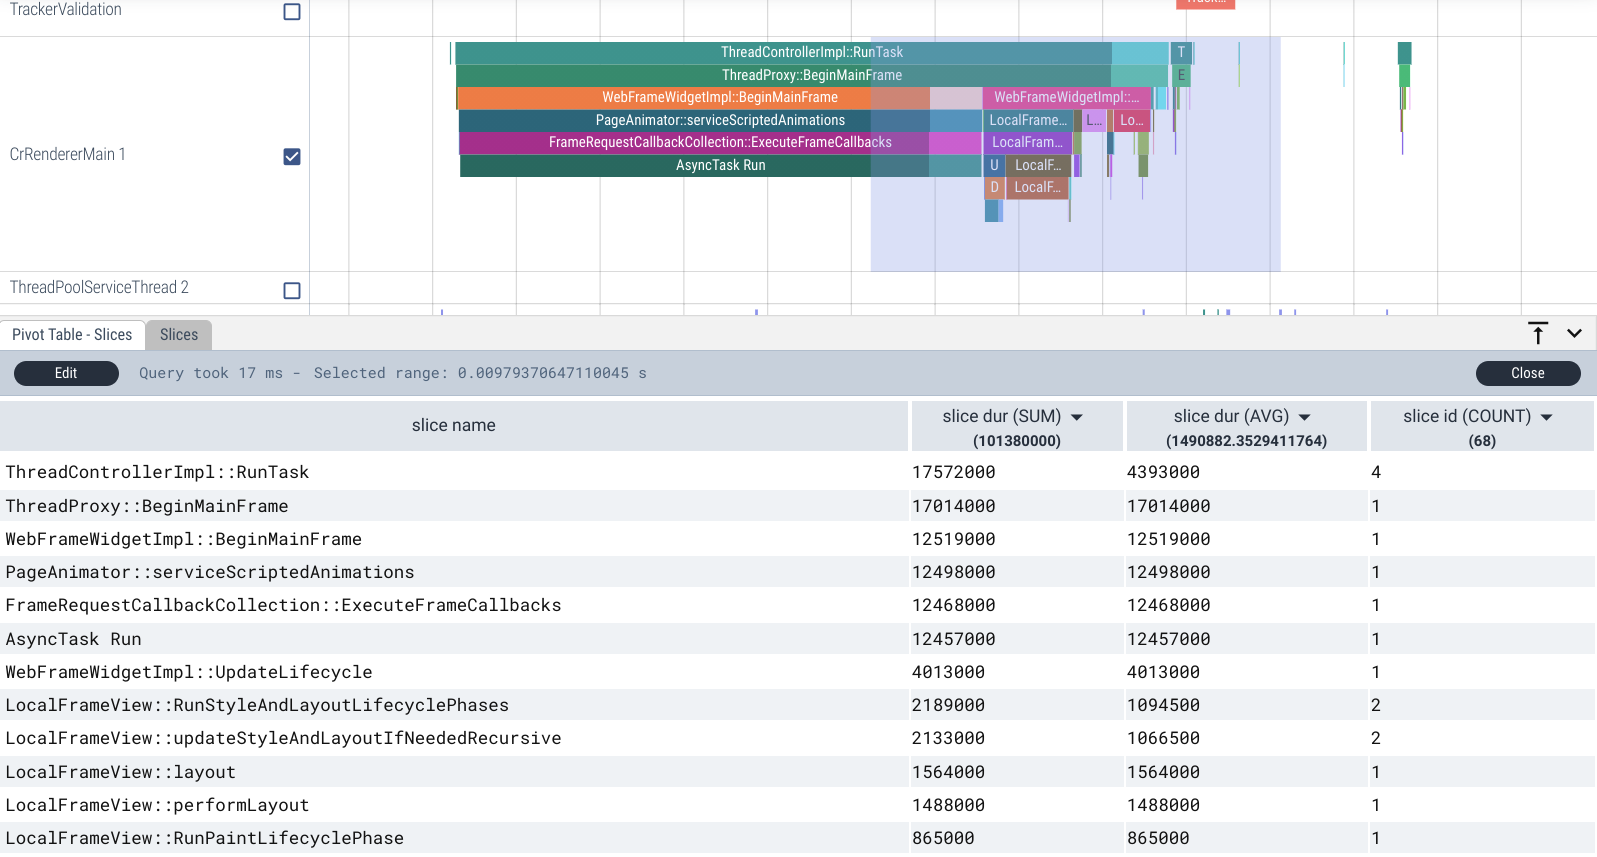 TrackerValidation
ThreadControllerImpl::RunTask T
ThreadProxy::BeginMainFrame E
WebFrameWidgetImpl::BeginMainFrame WebFrameWidgetImpl::...
PageAnimator::serviceScriptedAnimations LocalFrame... L... Lo...
FrameRequestCallbackCollection::ExecuteFrameCallbacks LocalFram...
CrRendererMain 1
AsyncTask Run U LocalF...
D LocalF...
ThreadPoolServiceThread 2
Pivot Table - Slices Slices
Edit Query took 17 ms - Selected range: 0.00979370647110045 s Close
slice name slice dur (SUM) slice dur (AVG) slice id (COUNT)
(101380000) (1490882.3529411764) (68)
ThreadControllerImpl::RunTask 17572000 4393000 4
ThreadProxy::BeginMainFrame 17014000 17014000 1
WebFrameWidgetImpl::BeginMainFrame 12519000 12519000 1
PageAnimator::serviceScriptedAnimations 12498000 12498000 1
FrameRequestCallbackCollection::ExecuteFrameCallbacks 12468000 12468000 1
AsyncTask Run 12457000 12457000 1
WebFrameWidgetImpl::UpdateLifecycle 4013000 4013000 1
LocalFrameView::RunStyleAndLayoutLifecyclePhases 2189000 1094500 2
LocalFrameView::updateStyleAndLayoutIfNeededRecursive 2133000 1066500 2
LocalFrameView::layout 1564000 1564000 1
LocalFrameView::performLayout 1488000 1488000 1
LocalFrameView::RunPaintLifecyclePhase 865000 865000 1